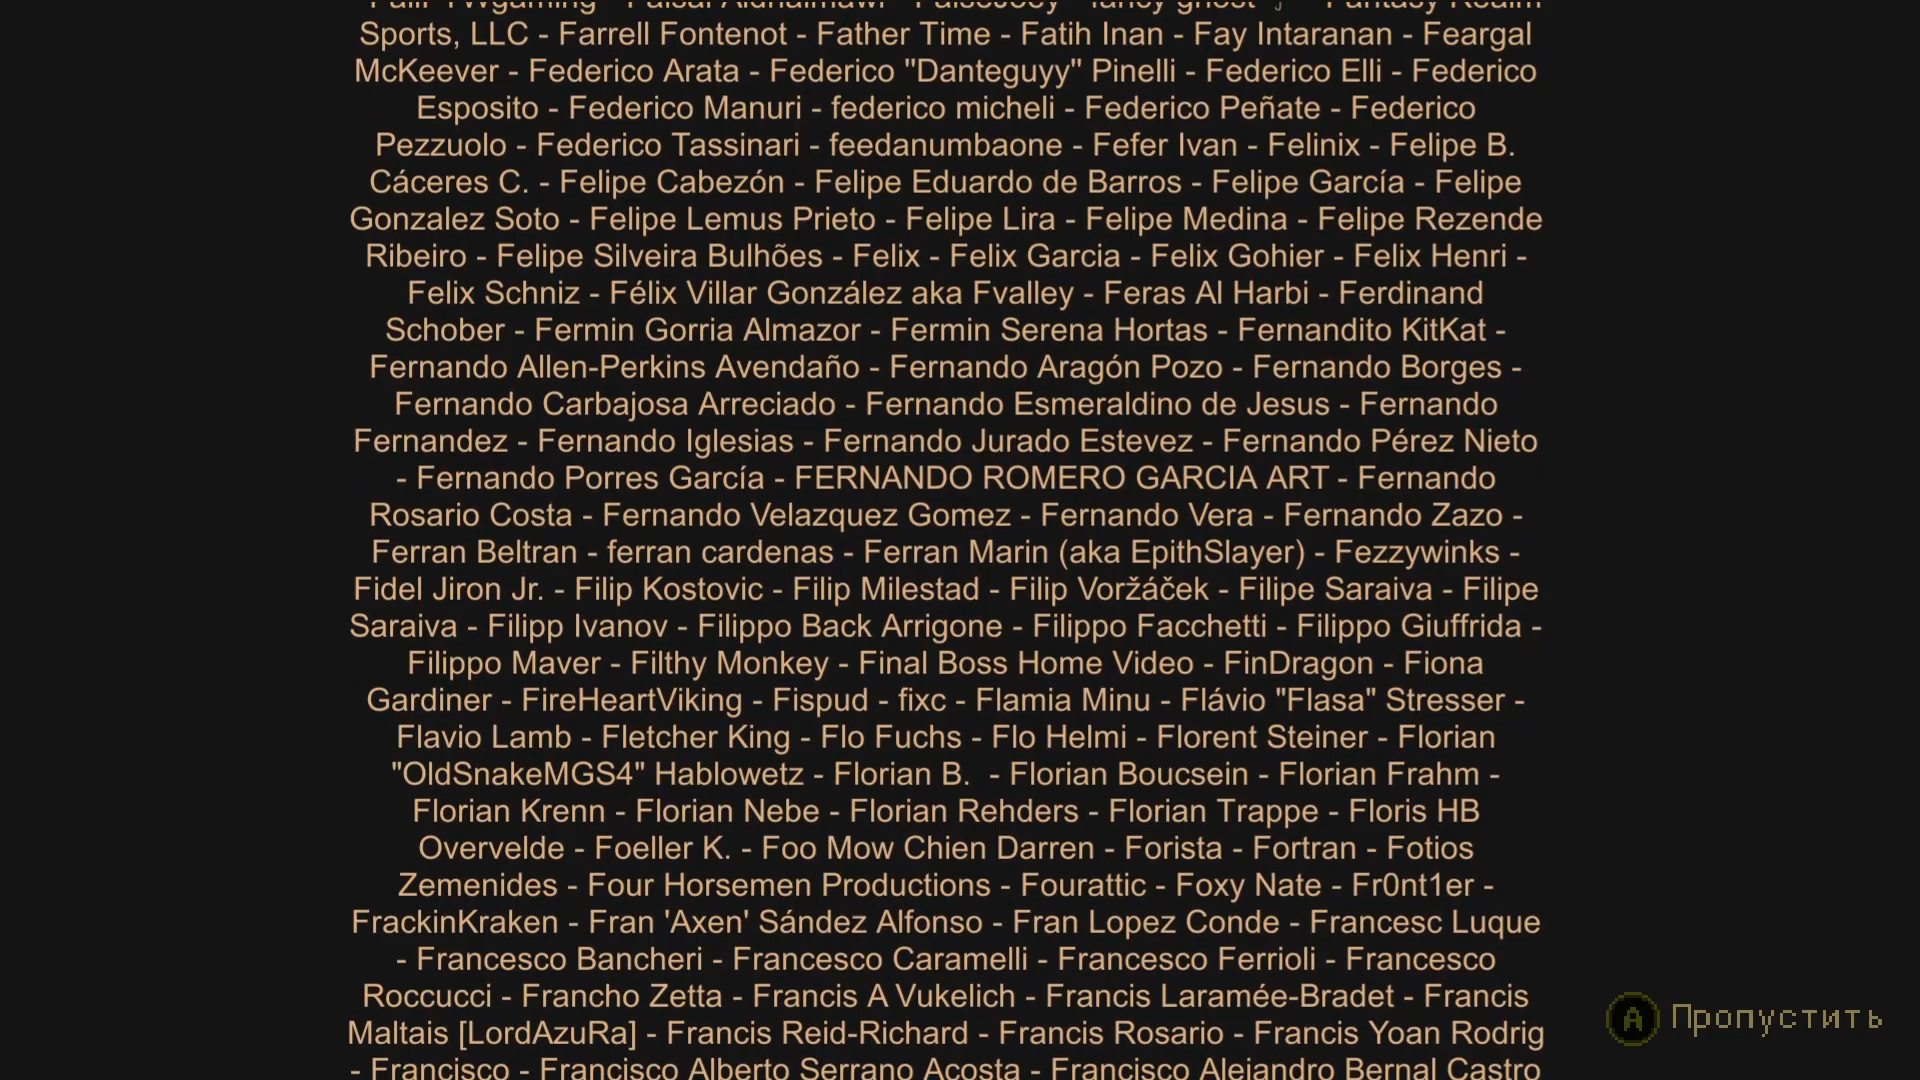 Sports, LLC - Farrell Fontenot - Father Time - Fatih Inan - Fay Intaranan - Feargal
McKeever - Federico Arata - Federico "Danteguyy" Pinelli - Federico Elli - Federico
Esposito - Federico Manuri - federico micheli - Federico Peñate - Federico
Pezzuolo - Federico Tassinari - feedanumbaone - Fefer Ivan - Felinix - Felipe B.
Cáceres C. - Felipe Cabezón - Felipe Eduardo de Barros - Felipe García - Felipe
Gonzalez Soto - Felipe Lemus Prieto - Felipe Lira - Felipe Medina - Felipe Rezende
Ribeiro - Felipe Silveira Bulhões - Felix - Felix Garcia - Felix Gohier - Felix Henri -
Felix Schniz - Félix Villar González aka Fvalley - Feras Al Harbi - Ferdinand
Schober - Fermin Gorria Almazor - Fermin Serena Hortas - Fernandito KitKat -
Fernando Allen-Perkins Avendaño - Fernando Aragón Pozo - Fernando Borges -
Fernando Carbajosa Arreciado - Fernando Esmeraldino de Jesus - Fernando
Fernandez - Fernando Iglesias - Fernando Jurado Estevez - Fernando Pérez Nieto
- Fernando Porres García - FERNANDO ROMERO GARCIA ART - Fernando
Rosario Costa - Fernando Velazquez Gomez - Fernando Vera - Fernando Zazo -
Ferran Beltran - ferran cardenas - Ferran Marin (aka EpithSlayer) - Fezzywinks -
Fidel Jiron Jr. - Filip Kostovic - Filip Milestad - Filip Voržáček - Filipe Saraiva - Filipe
Saraiva - Filipp Ivanov - Filippo Back Arrigone - Filippo Facchetti - Filippo Giuffrida -
Filippo Maver - Filthy Monkey - Final Boss Home Video - FinDragon - Fiona
Gardiner - FireHeartViking - Fispud - fixc - Flamia Minu - Flávio "Flasa" Stresser -
Flavio Lamb - Fletcher King - Flo Fuchs - Flo Helmi - Florent Steiner - Florian
"OldSnakeMGS4" Hablowetz - Florian B.  - Florian Boucsein - Florian Frahm -
Florian Krenn - Florian Nebe - Florian Rehders - Florian Trappe - Floris HB
Overvelde - Foeller K. - Foo Mow Chien Darren - Forista - Fortran - Fotios
Zemenides - Four Horsemen Productions - Fourattic - Foxy Nate - Fr0nt1er -
FrackinKraken - Fran 'Axen' Sández Alfonso - Fran Lopez Conde - Francesc Luque
- Francesco Bancheri - Francesco Caramelli - Francesco Ferrioli - Francesco
Roccucci - Francho Zetta - Francis A Vukelich - Francis Laramée-Bradet - Francis
Maltais [LordAzuRa] - Francis Reid-Richard - Francis Rosario - Francis Yoan Rodrig
- Francisco - Francisco Alberto Serrano Acosta - Francisco Alejandro Bernal Castro
A Пропустить